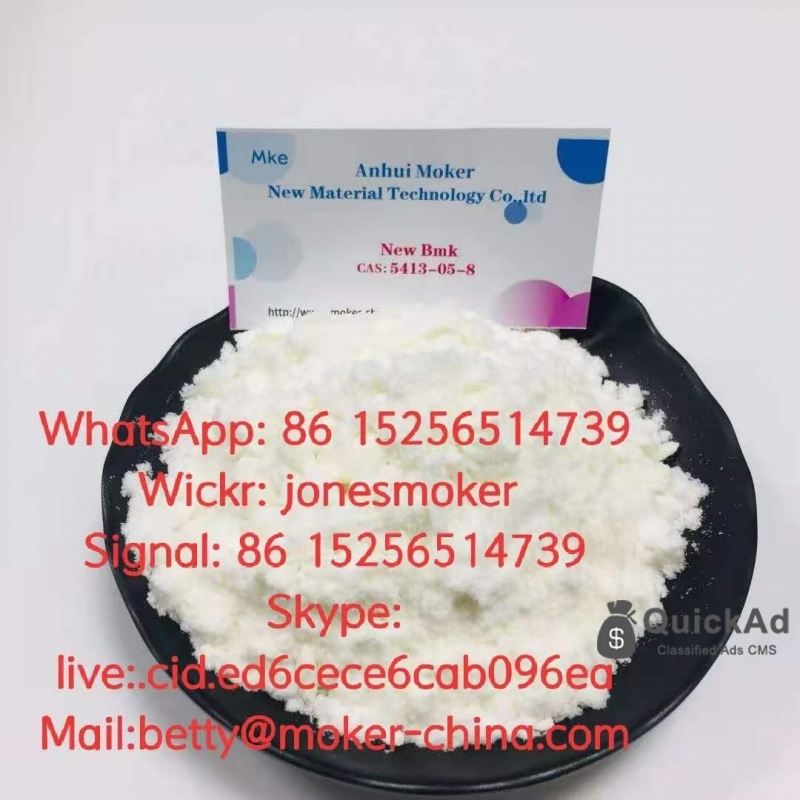 Mke
Anhui Moker
New Material Technology Co.,ltd
New Bmk
CAS: 5413-05-8
WhatsApp: 86 15256514739
Wickr: jonesmoker
Signal: 86 15256514739
Skype:
live:.cid.ed6cece6cab096ea
Mail:betty@moker-china.com
QuickAd
Classified Ads CMS
$